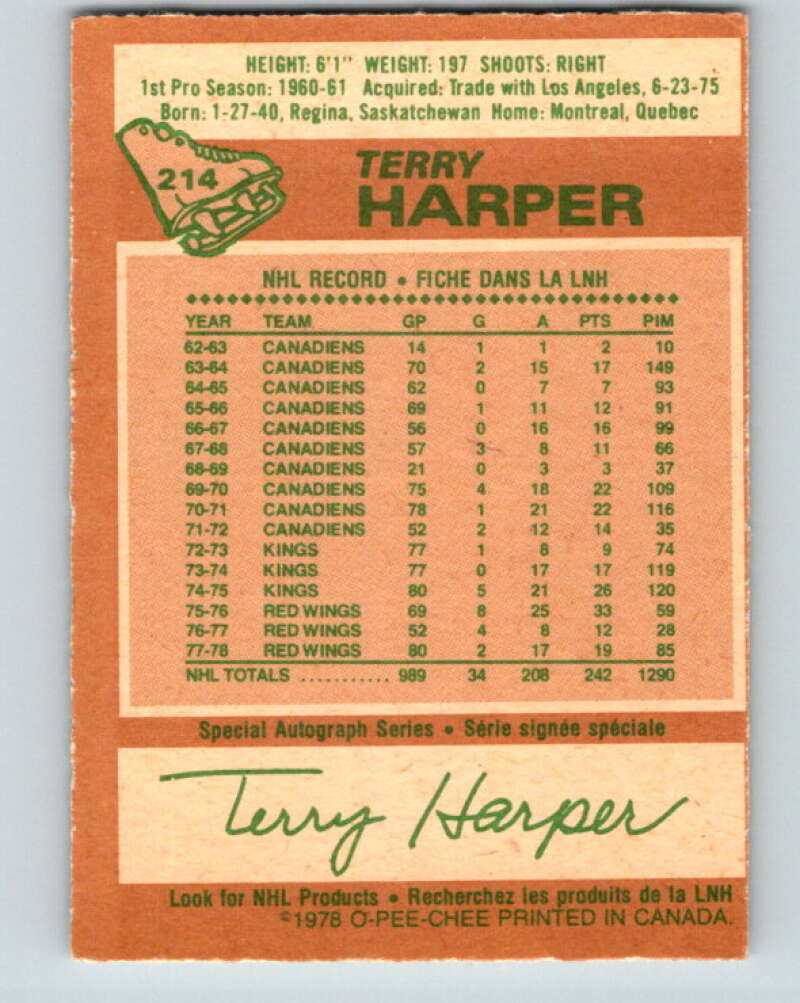 HEIGHT: 6'1" WEIGHT: 197 SHOOTS: RIGHT
1st Pro Season: 1960-61 Acquired: Trade with Los Angeles, 6-23-75
Born: 1-27-40, Regina, Saskatchewan Home: Montreal, Quebec
214
TERRY
HARPER
NHL RECORD • FICHE DANS LA LNH
YEAR TEAM GP G A PTS PIM
62-63 CANADIENS 14 1 1 2 10
63-64 CANADIENS 70 2 15 17 149
64-65 CANADIENS 62 0 7 7 93
65-66 CANADIENS 69 1 11 12 91
66-67 CANADIENS 56 0 16 16 99
67-68 CANADIENS 57 3 8 11 66
68-69 CANADIENS 21 0 3 3 37
69-70 CANADIENS 75 4 18 22 109
70-71 CANADIENS 78 1 21 22 116
71-72 CANADIENS 52 2 12 14 35
72-73 KINGS 77 1 8 9 74
73-74 KINGS 77 0 17 17 119
74-75 KINGS 80 5 21 26 120
75-76 RED WINGS 69 8 25 33 59
76-77 RED WINGS 52 4 8 12 28
77-78 RED WINGS 80 2 17 19 85
NHL TOTALS ........... 989 34 208 242 1290
Special Autograph Series • Série signée spéciale
Terry Harper
Look for NHL Products • Recherchez les produits de la LNH
©1978 O-PEE-CHEE PRINTED IN CANADA.